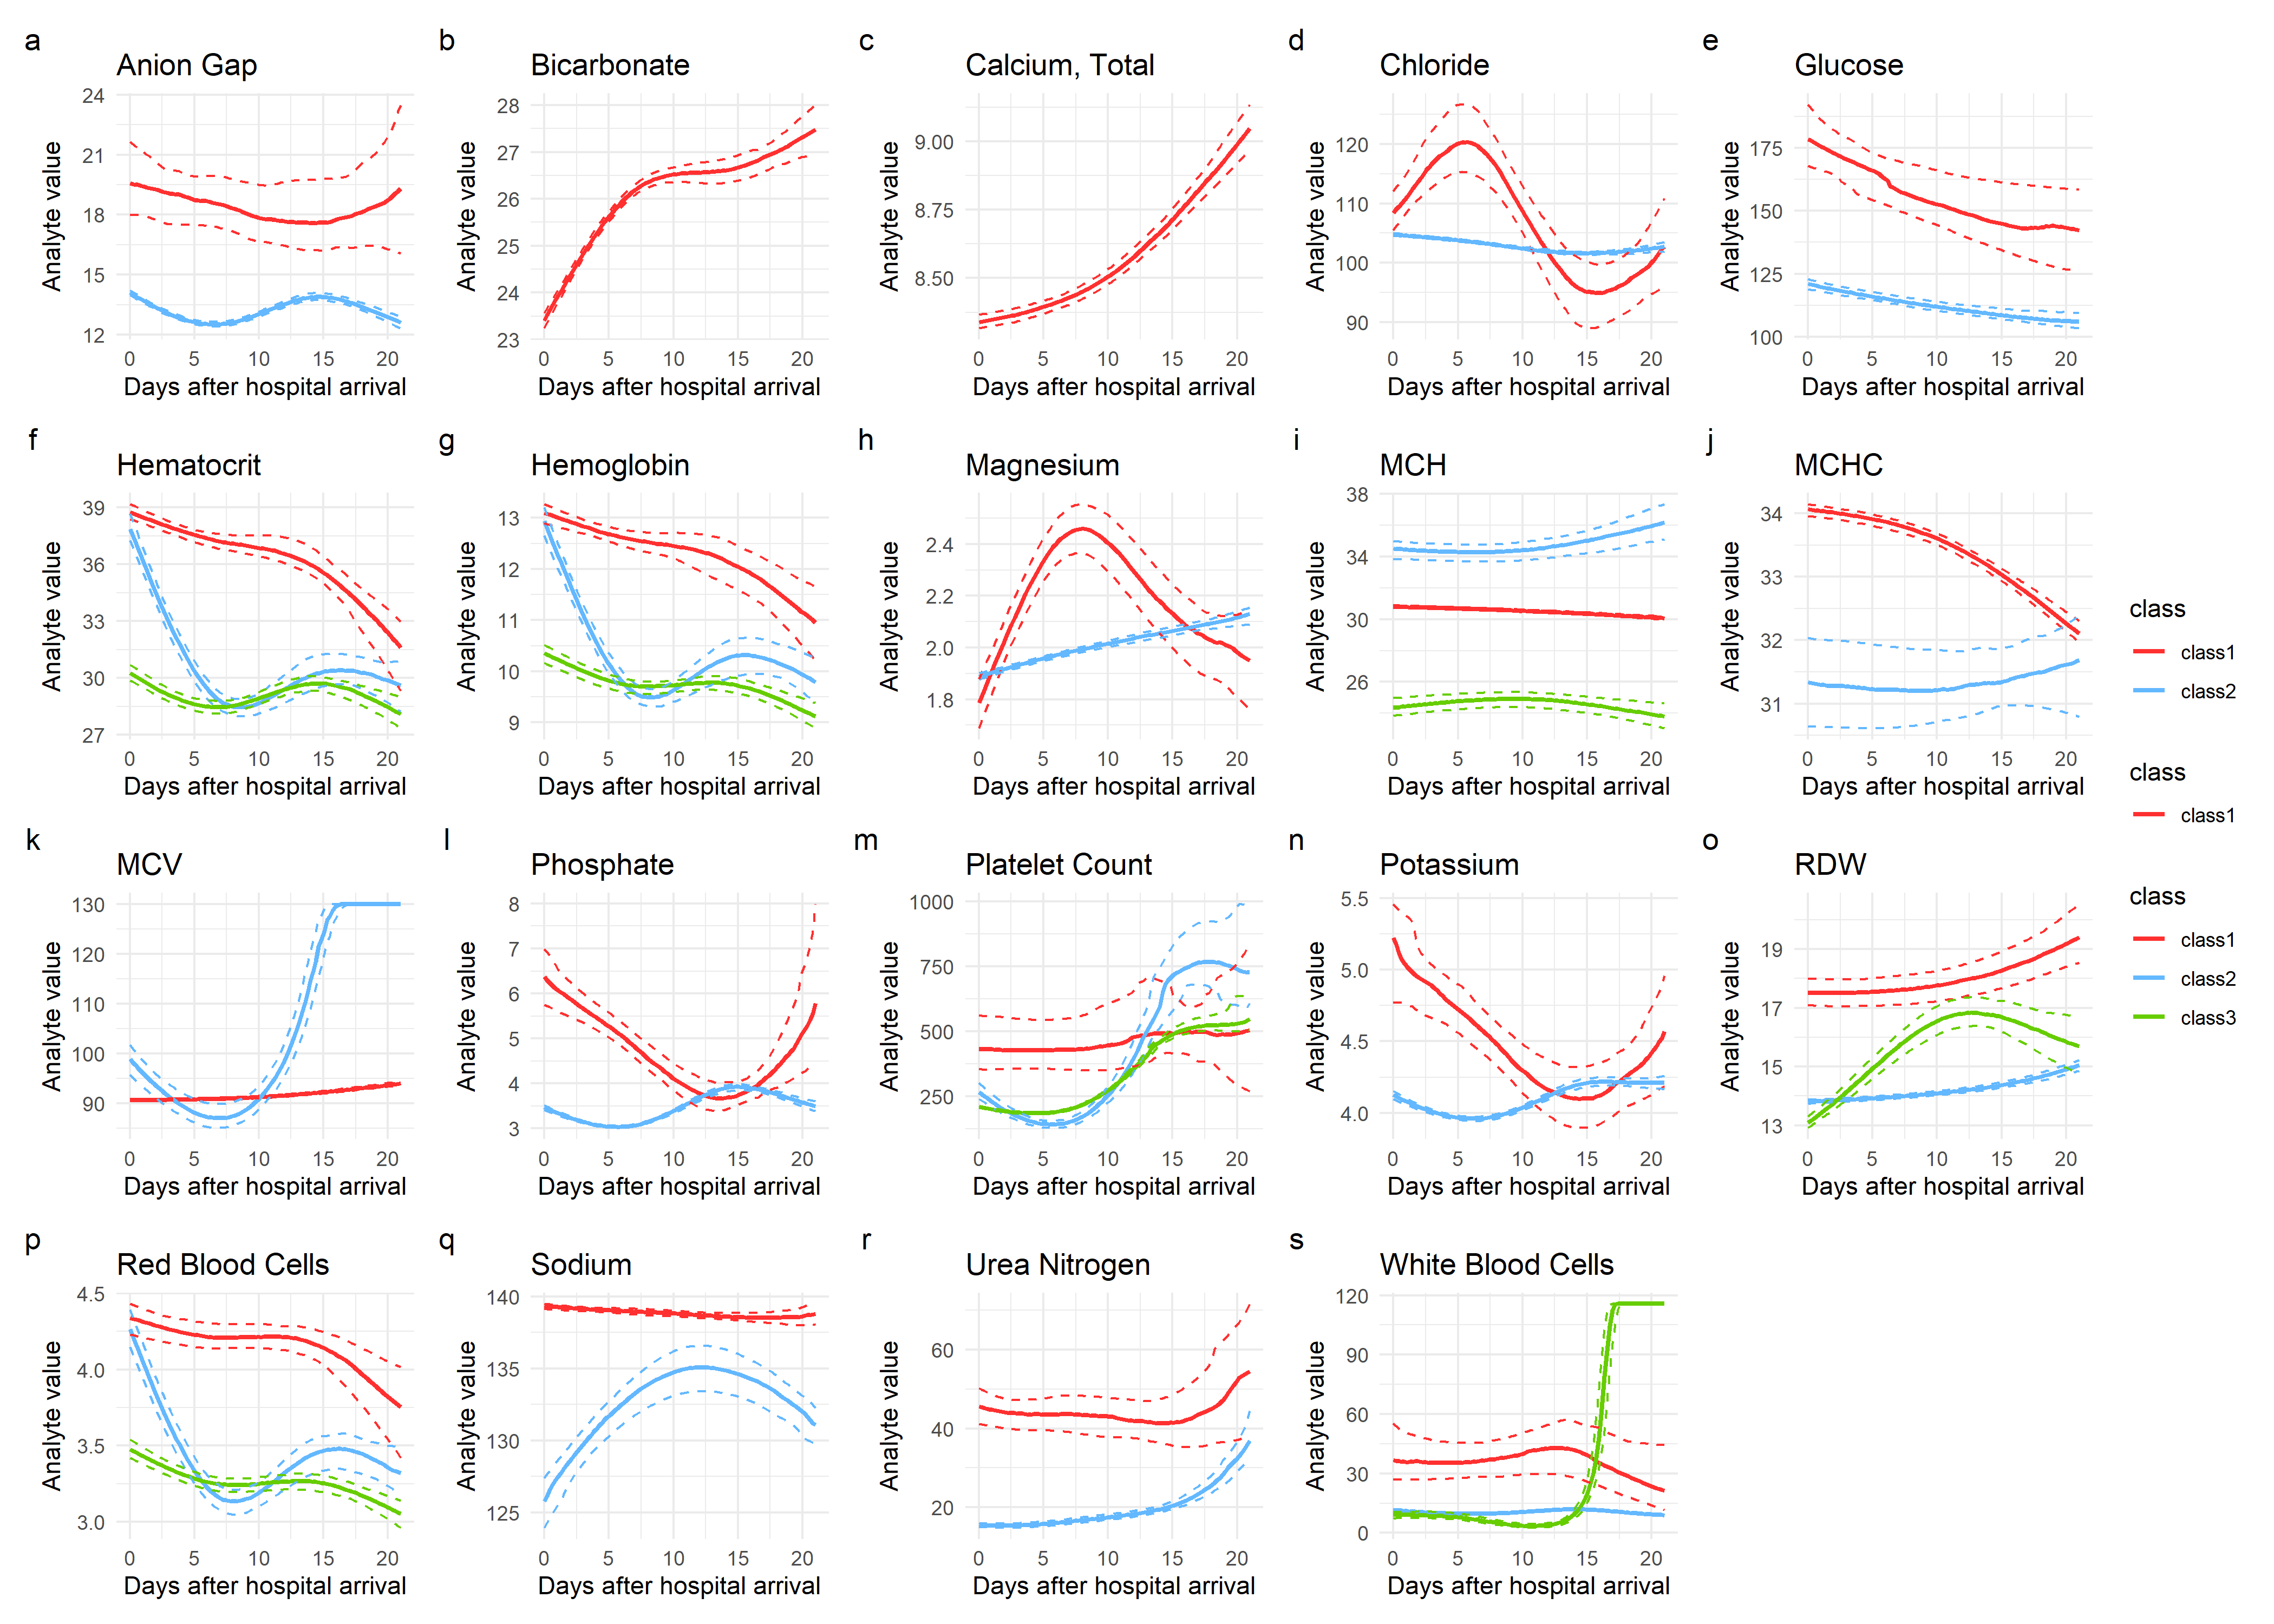 a
Anion Gap
24
21
18
15
12
Analyte value
0 5 10 15 20
Days after hospital arrival
b
Bicarbonate
28
27
26
25
24
23
Analyte value
0 5 10 15 20
Days after hospital arrival
c
Calcium, Total
9.00
8.75
8.50
Analyte value
0 5 10 15 20
Days after hospital arrival
d
Chloride
120
110
100
90
Analyte value
0 5 10 15 20
Days after hospital arrival
e
Glucose
175
150
125
100
Analyte value
0 5 10 15 20
Days after hospital arrival
f
Hematocrit
39
36
33
30
27
Analyte value
0 5 10 15 20
Days after hospital arrival
g
Hemoglobin
13
12
11
10
9
Analyte value
0 5 10 15 20
Days after hospital arrival
h
Magnesium
2.4
2.2
2.0
1.8
Analyte value
0 5 10 15 20
Days after hospital arrival
i
MCH
38
34
30
26
Analyte value
0 5 10 15 20
Days after hospital arrival
j
MCHC
34
33
32
31
Analyte value
0 5 10 15 20
Days after hospital arrival
k
MCV
130
120
110
100
90
Analyte value
0 5 10 15 20
Days after hospital arrival
l
Phosphate
8
7
6
5
4
3
Analyte value
0 5 10 15 20
Days after hospital arrival
m
Platelet Count
1000
750
500
250
Analyte value
0 5 10 15 20
Days after hospital arrival
n
Potassium
5.5
5.0
4.5
4.0
Analyte value
0 5 10 15 20
Days after hospital arrival
o
RDW
19
17
15
13
Analyte value
0 5 10 15 20
Days after hospital arrival
p
Red Blood Cells
4.5
4.0
3.5
3.0
Analyte value
0 5 10 15 20
Days after hospital arrival
q
Sodium
140
135
130
125
Analyte value
0 5 10 15 20
Days after hospital arrival
r
Urea Nitrogen
60
40
20
Analyte value
0 5 10 15 20
Days after hospital arrival
s
White Blood Cells
120
90
60
30
0
Analyte value
0 5 10 15 20
Days after hospital arrival
class
class1
class2
class
class1
class
class1
class2
class3